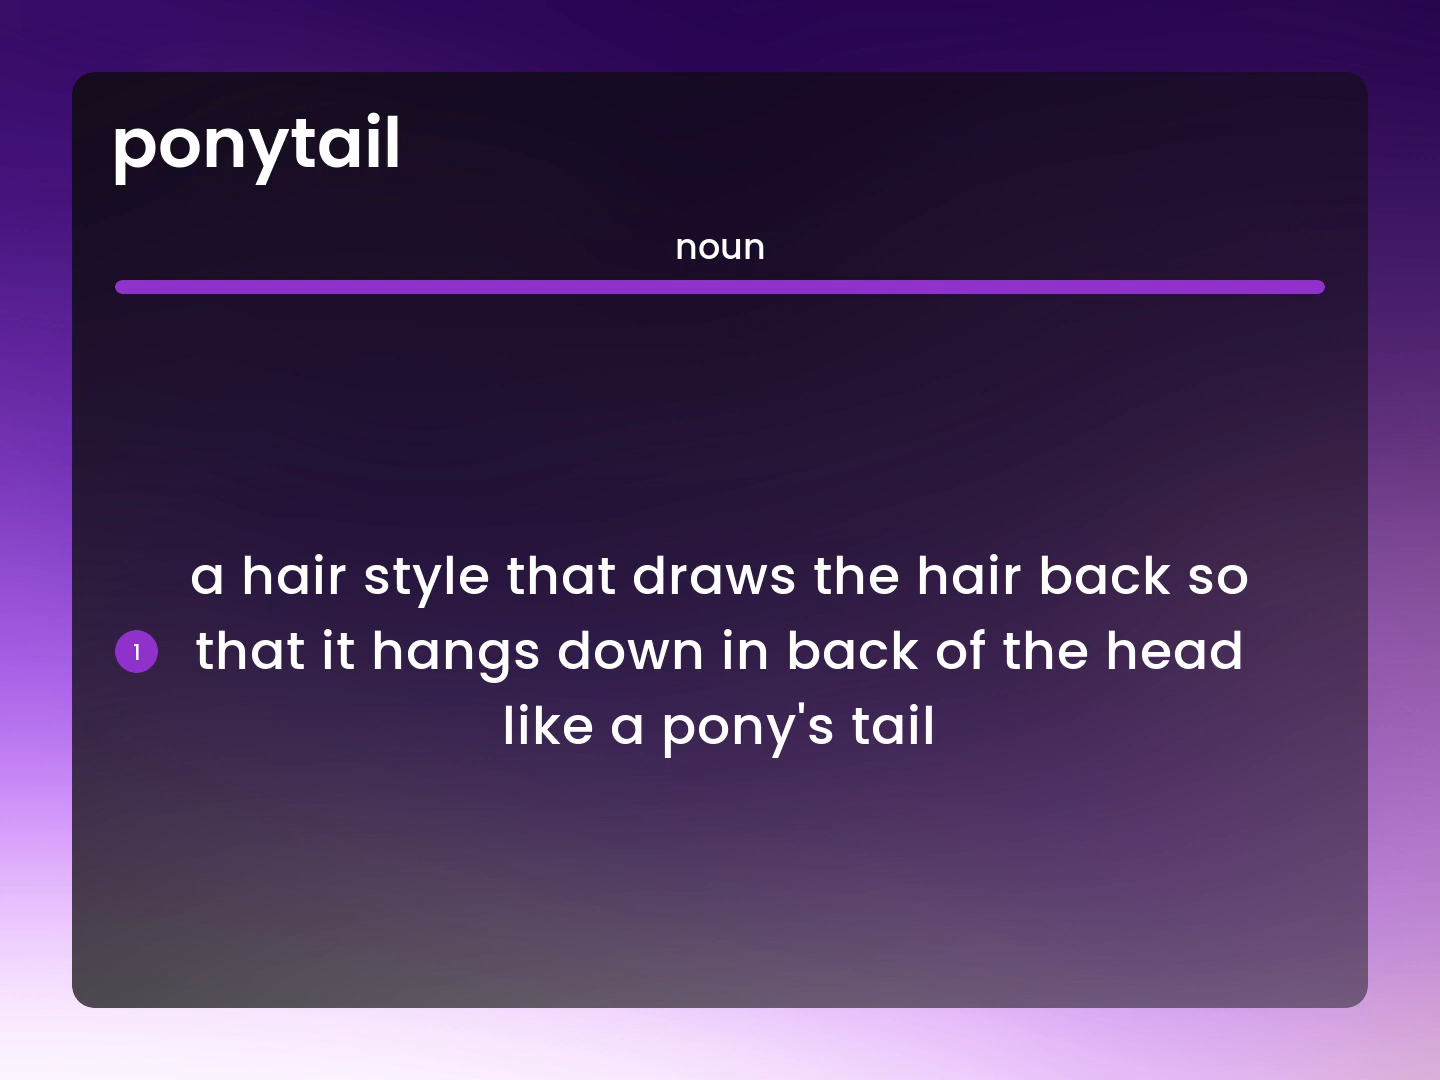 ponytail
noun
a hair style that draws the hair back so
1 that it hangs down in back of the head
like a pony's tail